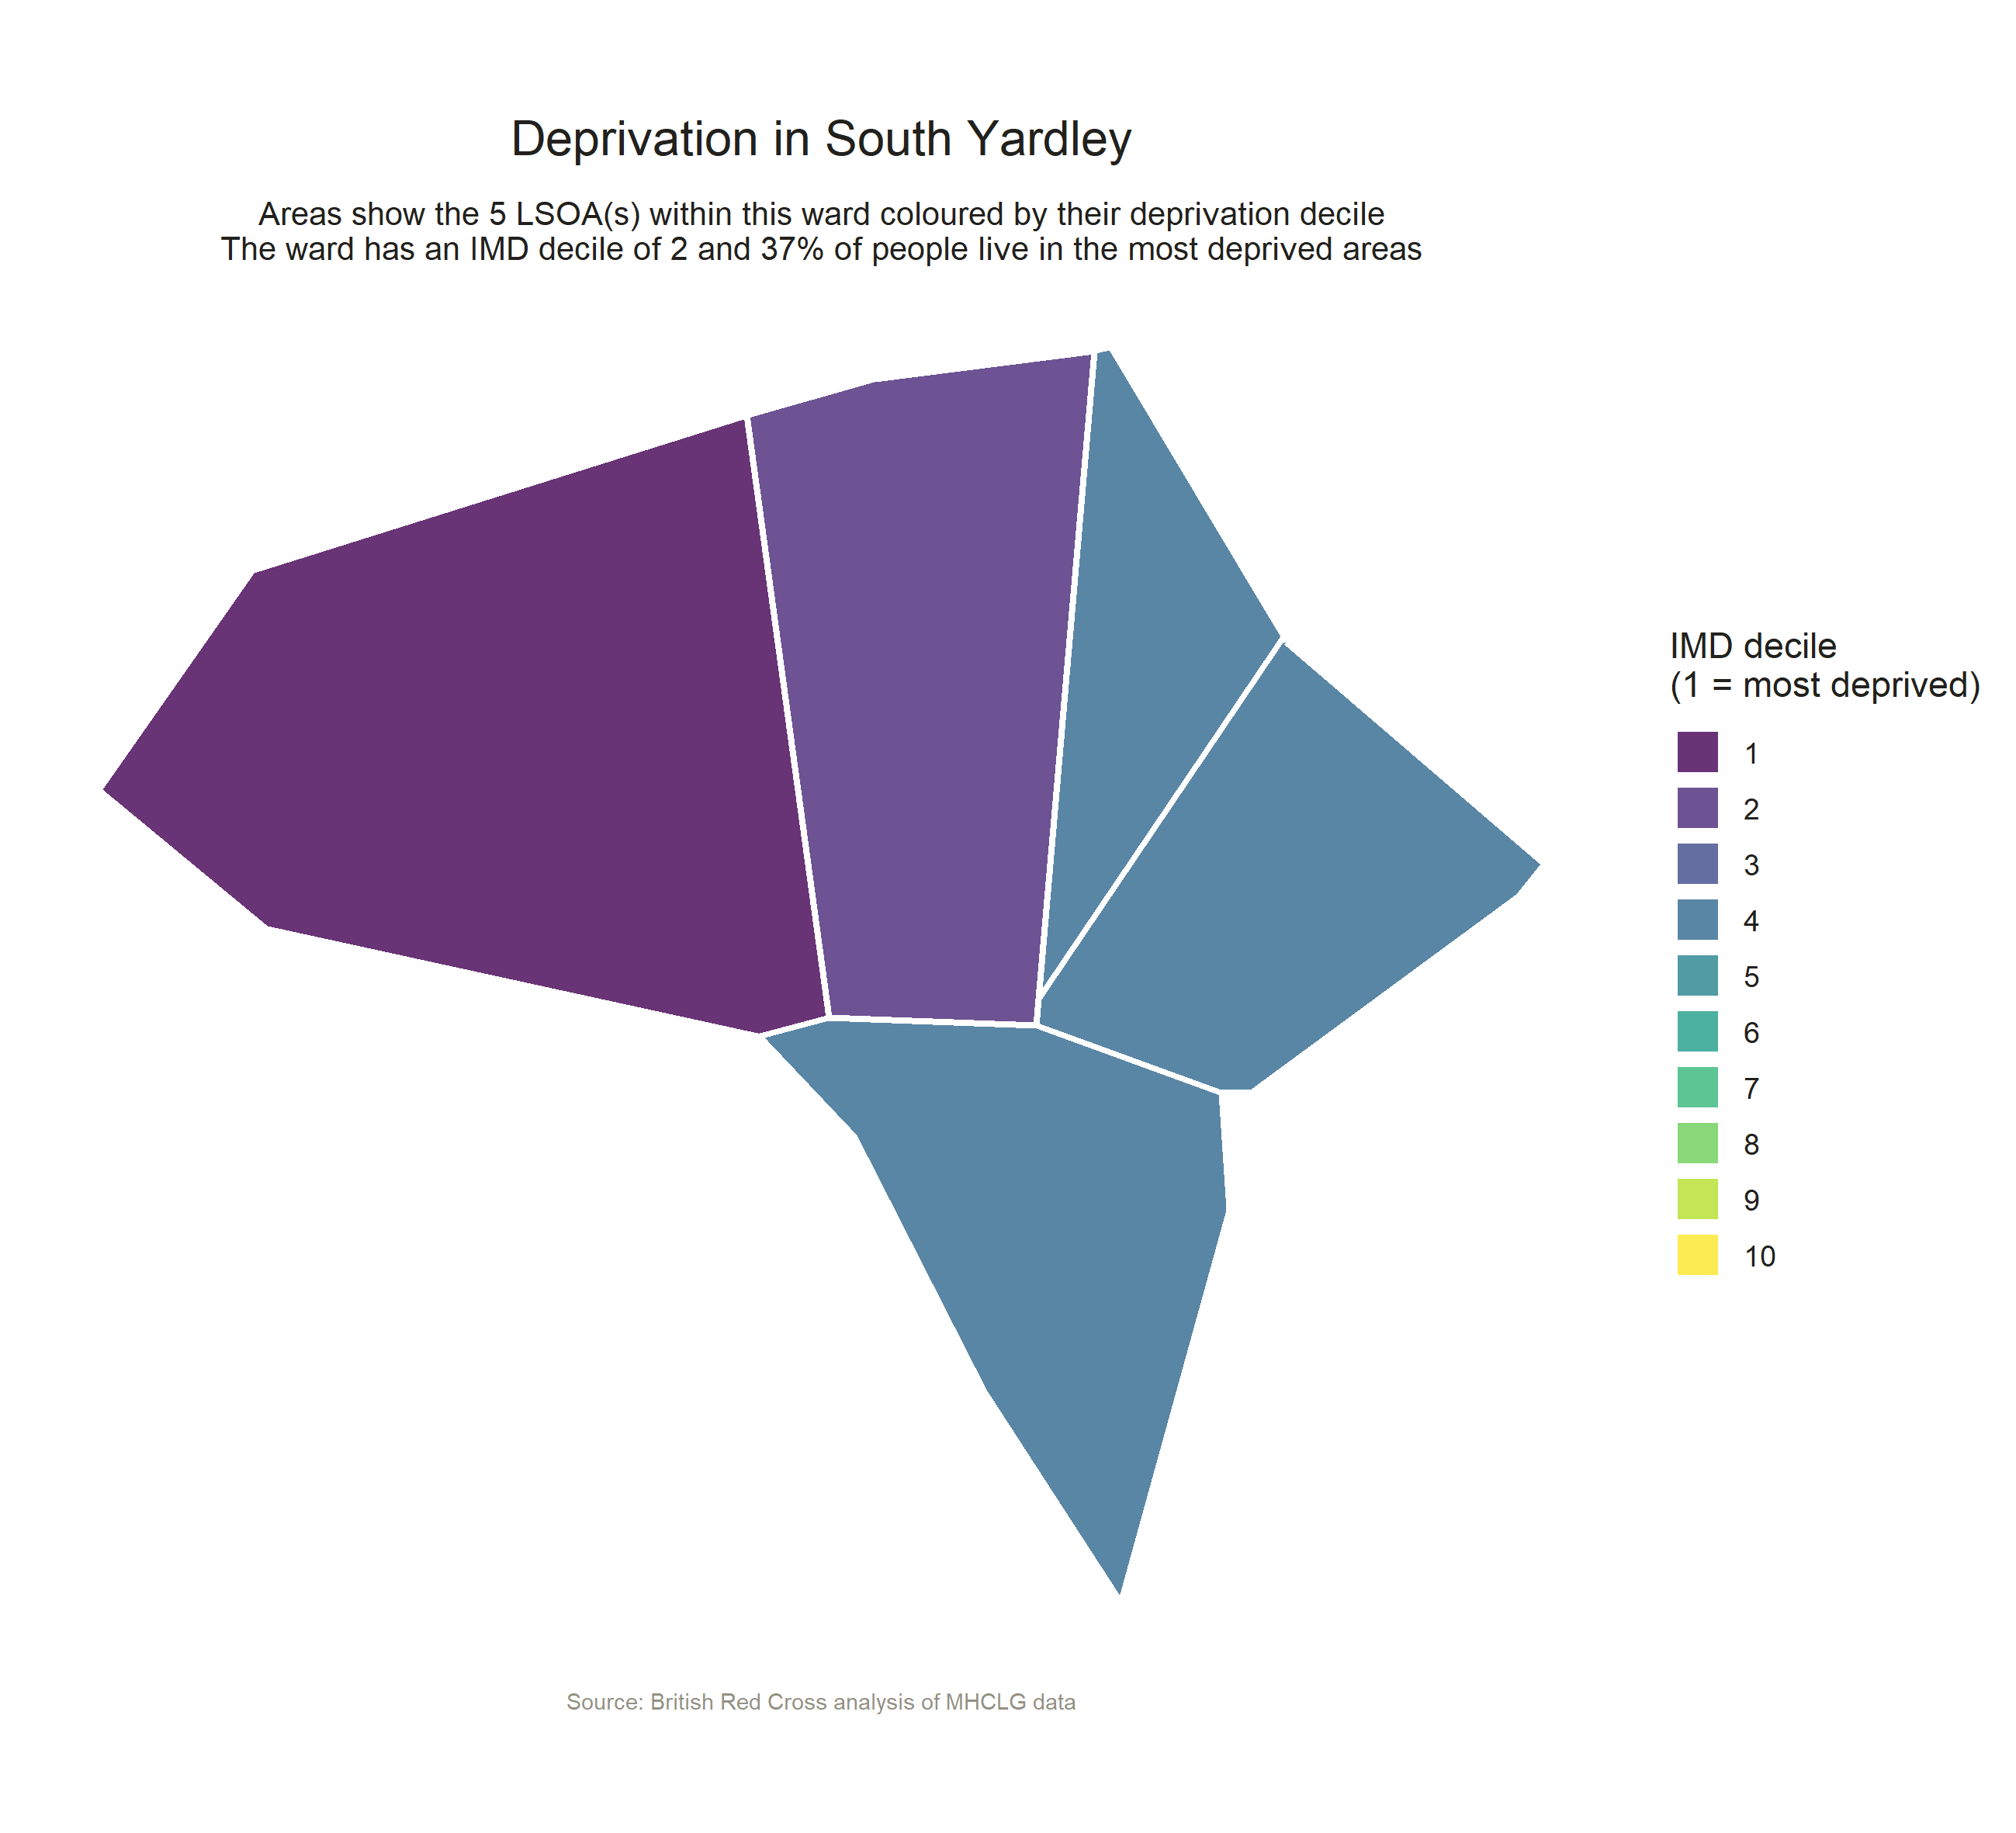 Deprivation in South Yardley
Areas show the 5 LSOA(s) within this ward coloured by their deprivation decile
The ward has an IMD decile of 2 and 37% of people live in the most deprived areas
IMD decile
(1 = most deprived)
1
2
3
4
5
6
7
8
9
10
Source: British Red Cross analysis of MHCLG data